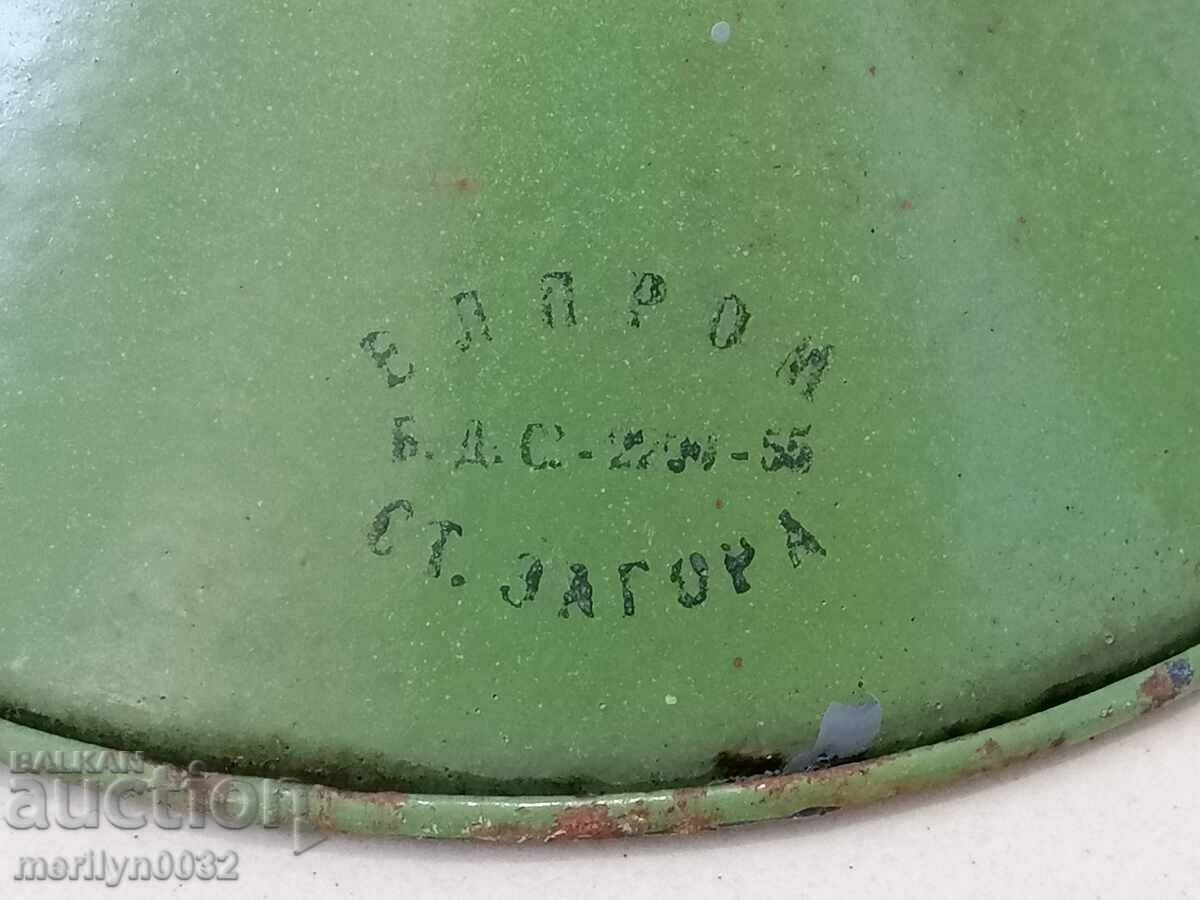 ЕЛПРОМ
Б.Д.С.-
СТ. ЗАГОРА
BALKAN
auction
merilyn0032